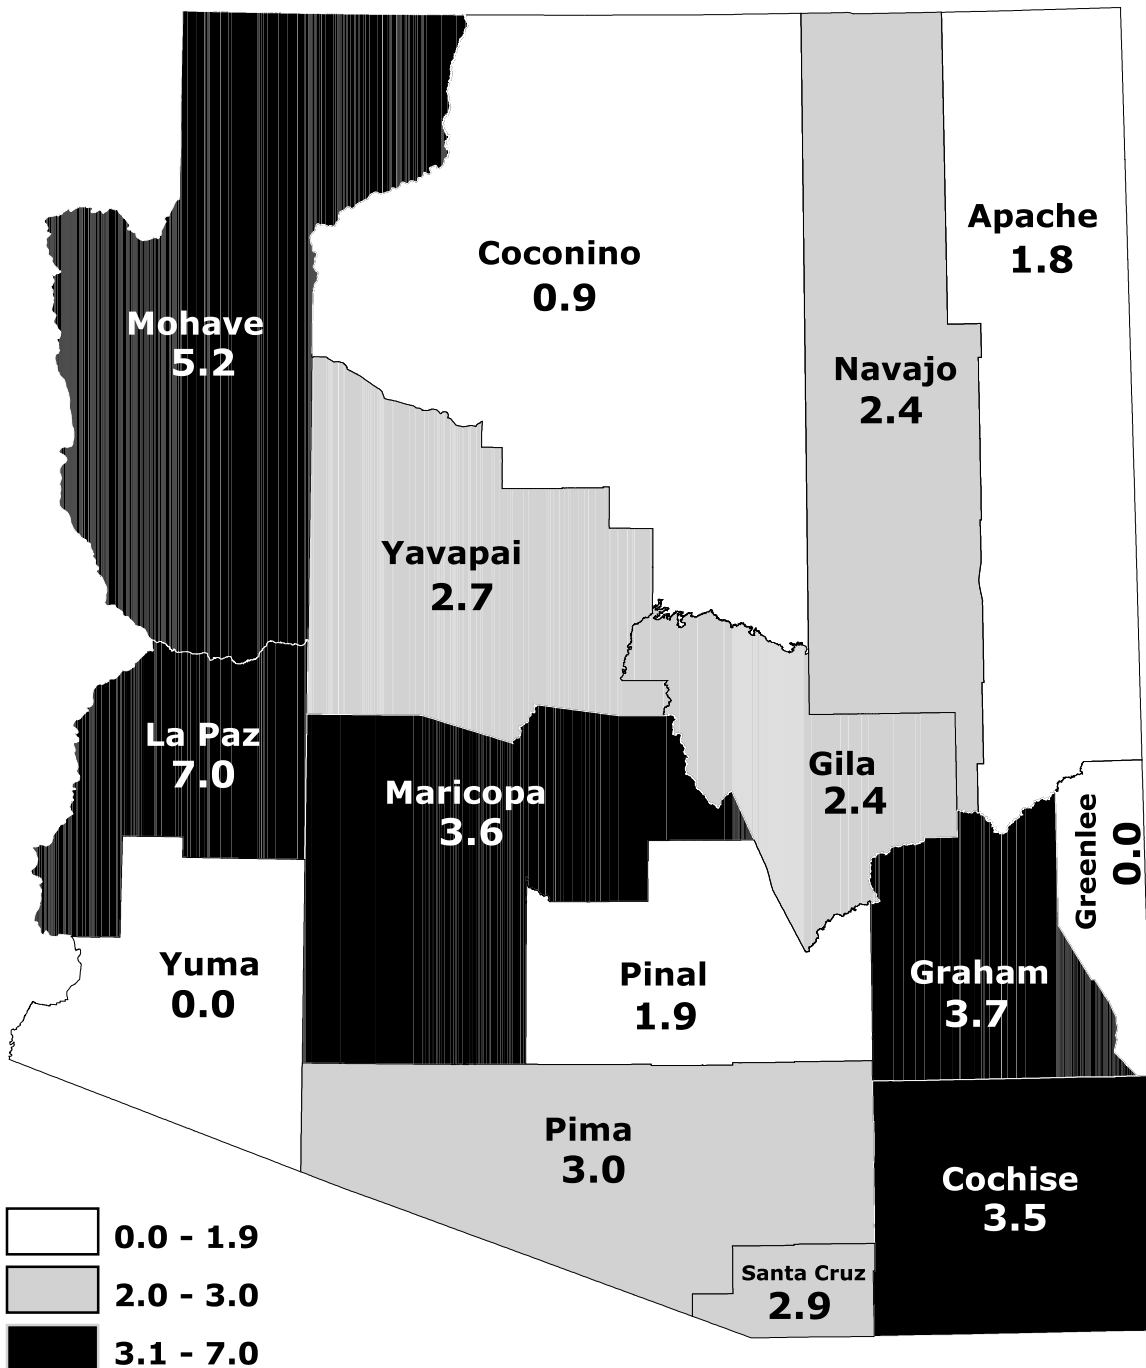 Apache
1.8
Coconino
0.9
Mohave
5.2
Navajo
2.4
Yavapai
2.7
La Paz
7.0
Maricopa
3.6
Gila
2.4
Greenlee
0.0
Yuma
0.0
Pinal
1.9
Graham
3.7
Pima
3.0
Cochise
3.5
Santa Cruz
2.9
0.0 - 1.9
2.0 - 3.0
3.1 - 7.0